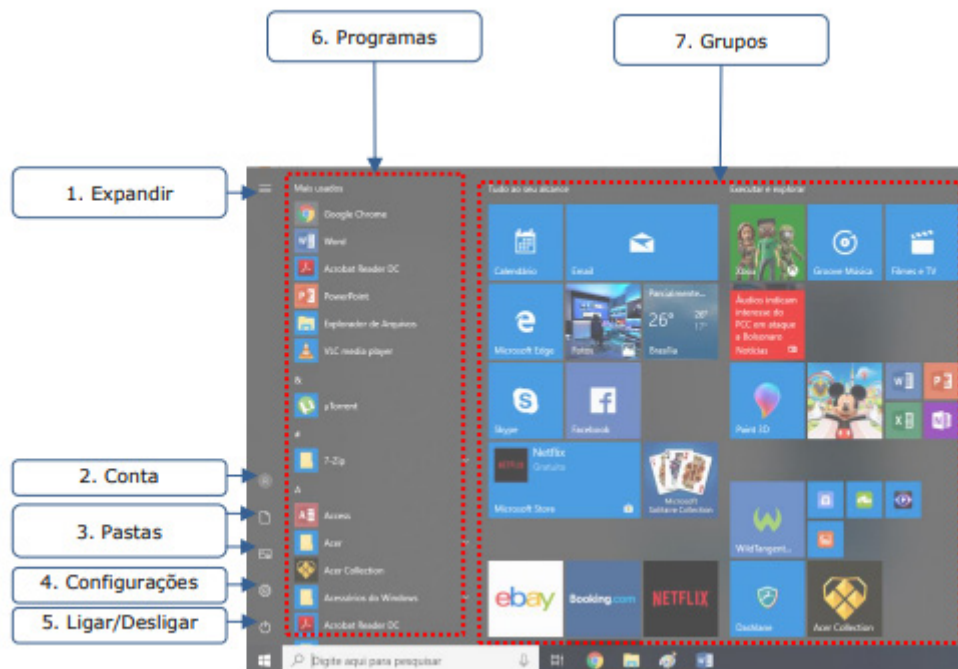 6. Programas
7. Grupos
1. Expandir
2. Conta
3. Pastas
4. Configurações
5. Ligar/Desligar
Mais usados
Google Chrome
Word
Acrobat Reader DC
PowerPoint
Explorador de Arquivos
VLC media player
&
µTorrent
#
7-Zip
A
Access
Acer
Acer Collection
Acessórios do Windows
Acrobat Reader DC
Tudo ao seu alcance
Calendário
Email
Microsoft Edge
Fotos
Parcialmente...
26°
26°
17°
Brasília
Skype
Facebook
Netflix
Gratuito
NETFLIX
Microsoft Store
Microsoft
Solitaire Collection
ebay
Booking.com
NETFLIX
Executar e explorar
Xbox
Groove Música
Filmes e TV
Áudios indicam
interesse do
PCC em ataque
a Bolsonaro
Notícias
Paint 3D
WildTangent...
Dashlane
Acer Collection
Digite aqui para pesquisar